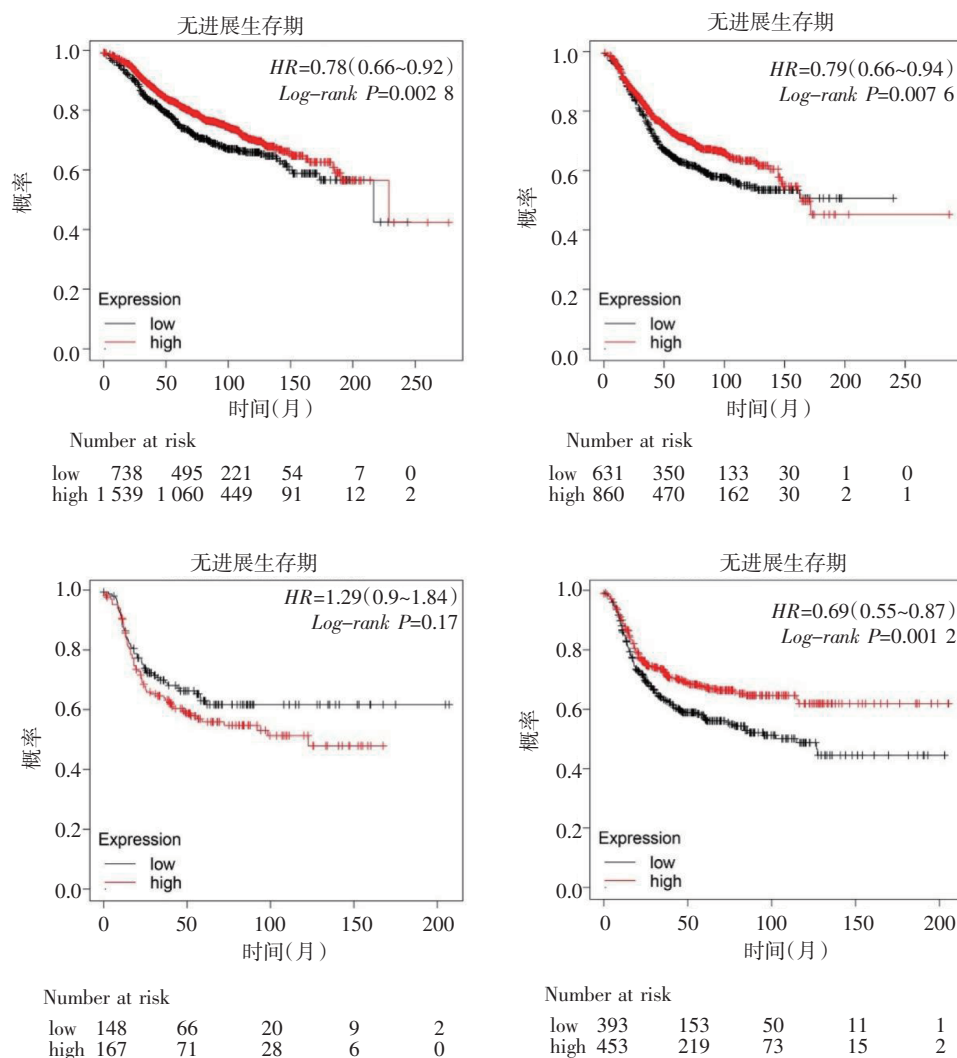 无进展生存期
HR=0.78(0.66~0.92)
Log-rank P=0.002 8
1.0
0.8
0.6
0.4
0.2
0.0
概率
Expression
low
high
0 50 100 150 200 250
时间(月)
Number at risk
low 738 495 221 54 7 0
high 1 539 1 060 449 91 12 2
无进展生存期
HR=0.79(0.66~0.94)
Log-rank P=0.007 6
1.0
0.8
0.6
0.4
0.2
0.0
概率
Expression
low
high
0 50 100 150 200 250
时间(月)
Number at risk
low 631 350 133 30 1 0
high 860 470 162 30 2 1
无进展生存期
HR=1.29(0.9~1.84)
Log-rank P=0.17
1.0
0.8
0.6
0.4
0.2
0.0
概率
Expression
low
high
0 50 100 150 200
时间(月)
Number at risk
low 148 66 20 9 2
high 167 71 28 6 0
无进展生存期
HR=0.69(0.55~0.87)
Log-rank P=0.001 2
1.0
0.8
0.6
0.4
0.2
0.0
概率
Expression
low
high
0 50 100 150 200
时间(月)
Number at risk
low 393 153 50 11 1
high 453 219 73 15 2